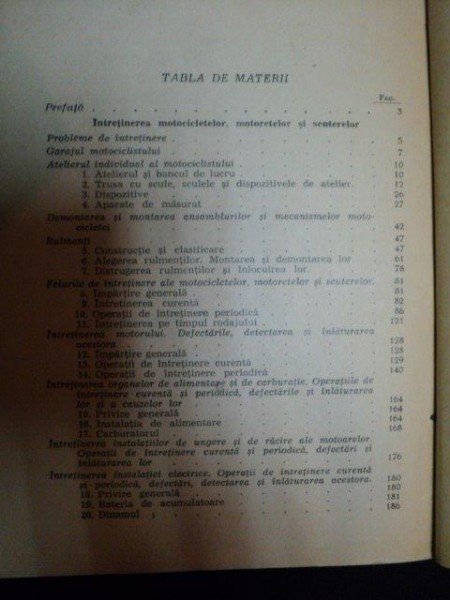 TABLA DE MATERII
Pag.
Prefață . . . . . . . . . . . . . 3
Întreținerea motocicletelor, motoretelor și scuterelor
Probleme de întreținere . . . . . . . . . 5
Garajul motociclistului . . . . . . . . . 7
Atelierul individual al motociclistului . . . . . . 10
1. Atelierul și bancul de lucru . . . . . . 10
2. Trusa cu scule, sculele și dispozitivele de atelier. . 12
3. Dispozitive . . . . . . . . . . 26
4. Aparate de măsurat . . . . . . . . 27
Demontarea și montarea ansamblurilor și mecanismelor moto-
cicletei . . . . . . . . . . . 42
Rulmenți . . . . . . . . . . . 47
5. Construcție și clasificare . . . . . . . 47
6. Alegerea rulmenților. Montarea și demontarea lor . 61
7. Distrugerea rulmenților și înlocuirea lor . . . . 78
Felurile de întreținere ale motocicletelor, motoretelor și scuterelor. 81
8. Împărțire generală . . . . . . . . 81
9. Întreținerea curentă . . . . . . . . 82
10. Operații de întreținere periodică . . . . . 86
11. Întreținerea pe timpul rodajului . . . . . 121
Întreținerea motorului. Defectările, detectarea și înlăturarea
acestora . . . . . . . . . . . 128
12. Împărțire generală . . . . . . . . 128
13. Operații de întreținere curentă . . . . . 129
14. Operații de întreținere periodică . . . . . 140
Întreținerea organelor de alimentare și de carburație. Operațiile de
întreținere curentă și periodică, defectările și înlăturarea
lor și a cauzelor lor . . . . . . . . 164
15. Privire generală . . . . . . . . . 164
16. Instalația de alimentare . . . . . . . 164
17. Carburatorul . . . . . . . . . . 168
Întreținerea instalațiilor de ungere și de răcire ale motoarelor.
Operații de întreținere curentă și periodică, defectări și
înlăturarea lor . . . . . . . . . 176
Întreținerea instalației electrice. Operații de întreținere curentă
și periodică, defectări, detectarea și înlăturarea acestora. 180
18. Privire generală . . . . . . . . . 180
19. Bateria de acumulatoare . . . . . . . 181
20. Dinamul . . . . . . . . . . . 186